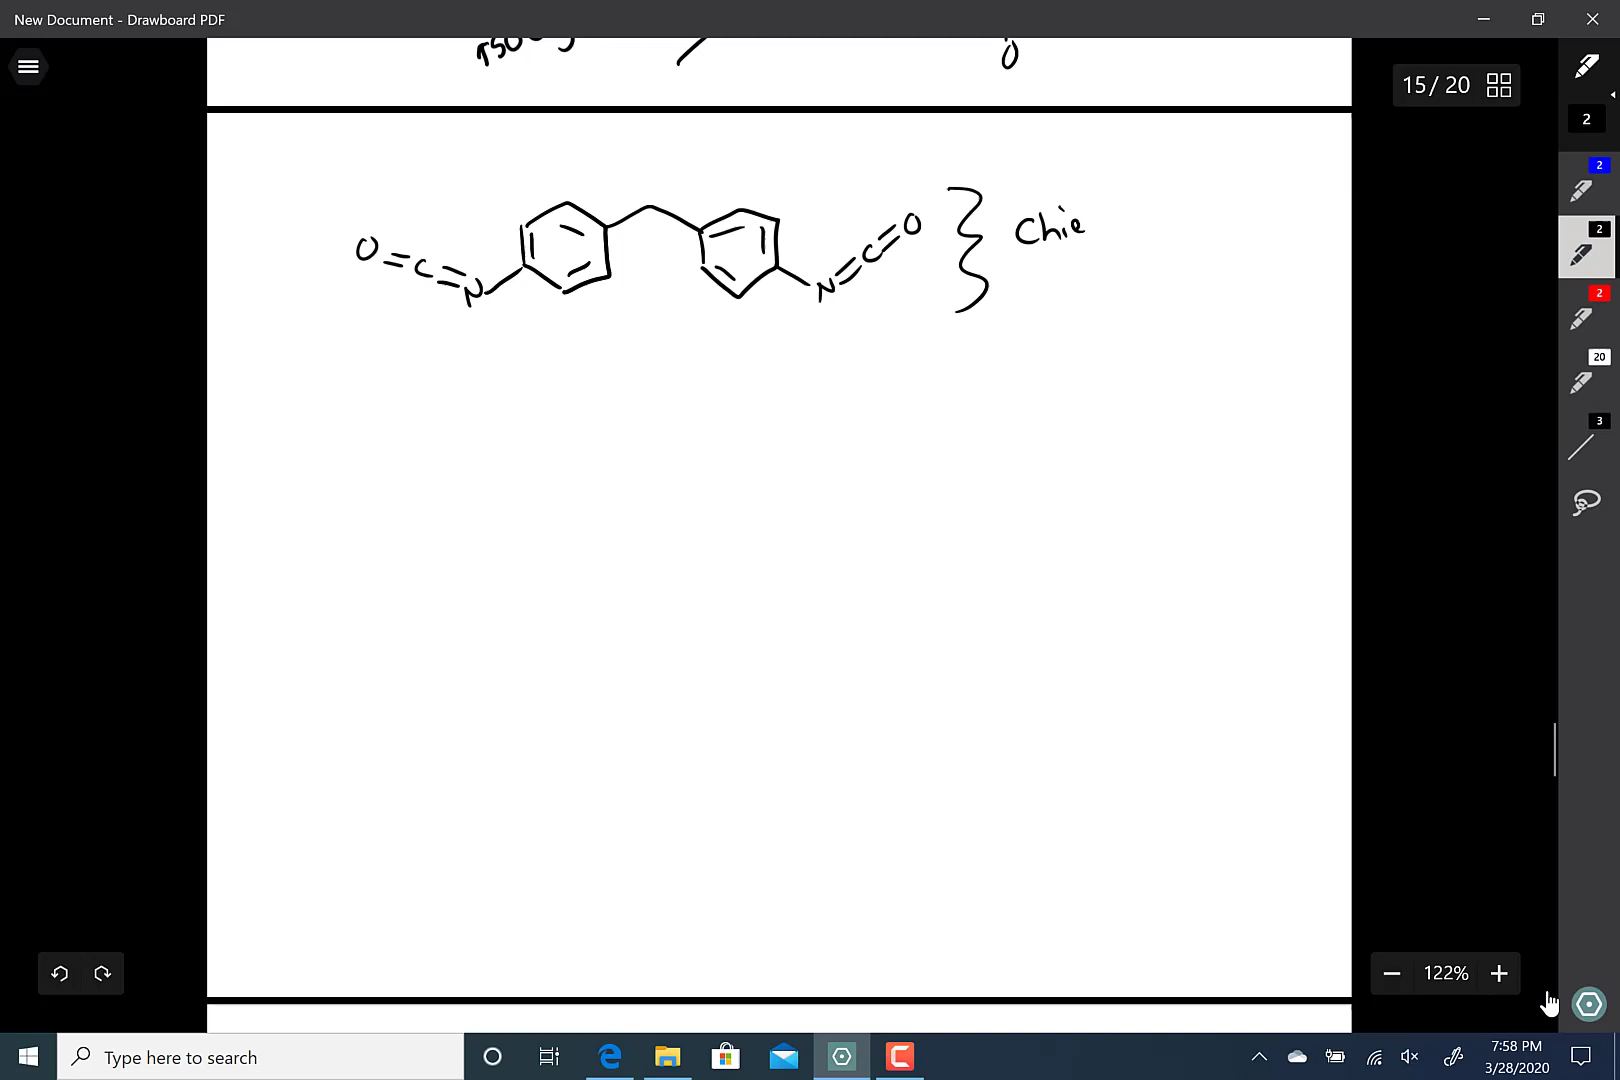 New Document - Drawboard PDF
15 / 20
2
2
2
2
20
3
O=C=N
N=C=O
Chie
122%
Type here to search
7:58 PM
3/28/2020